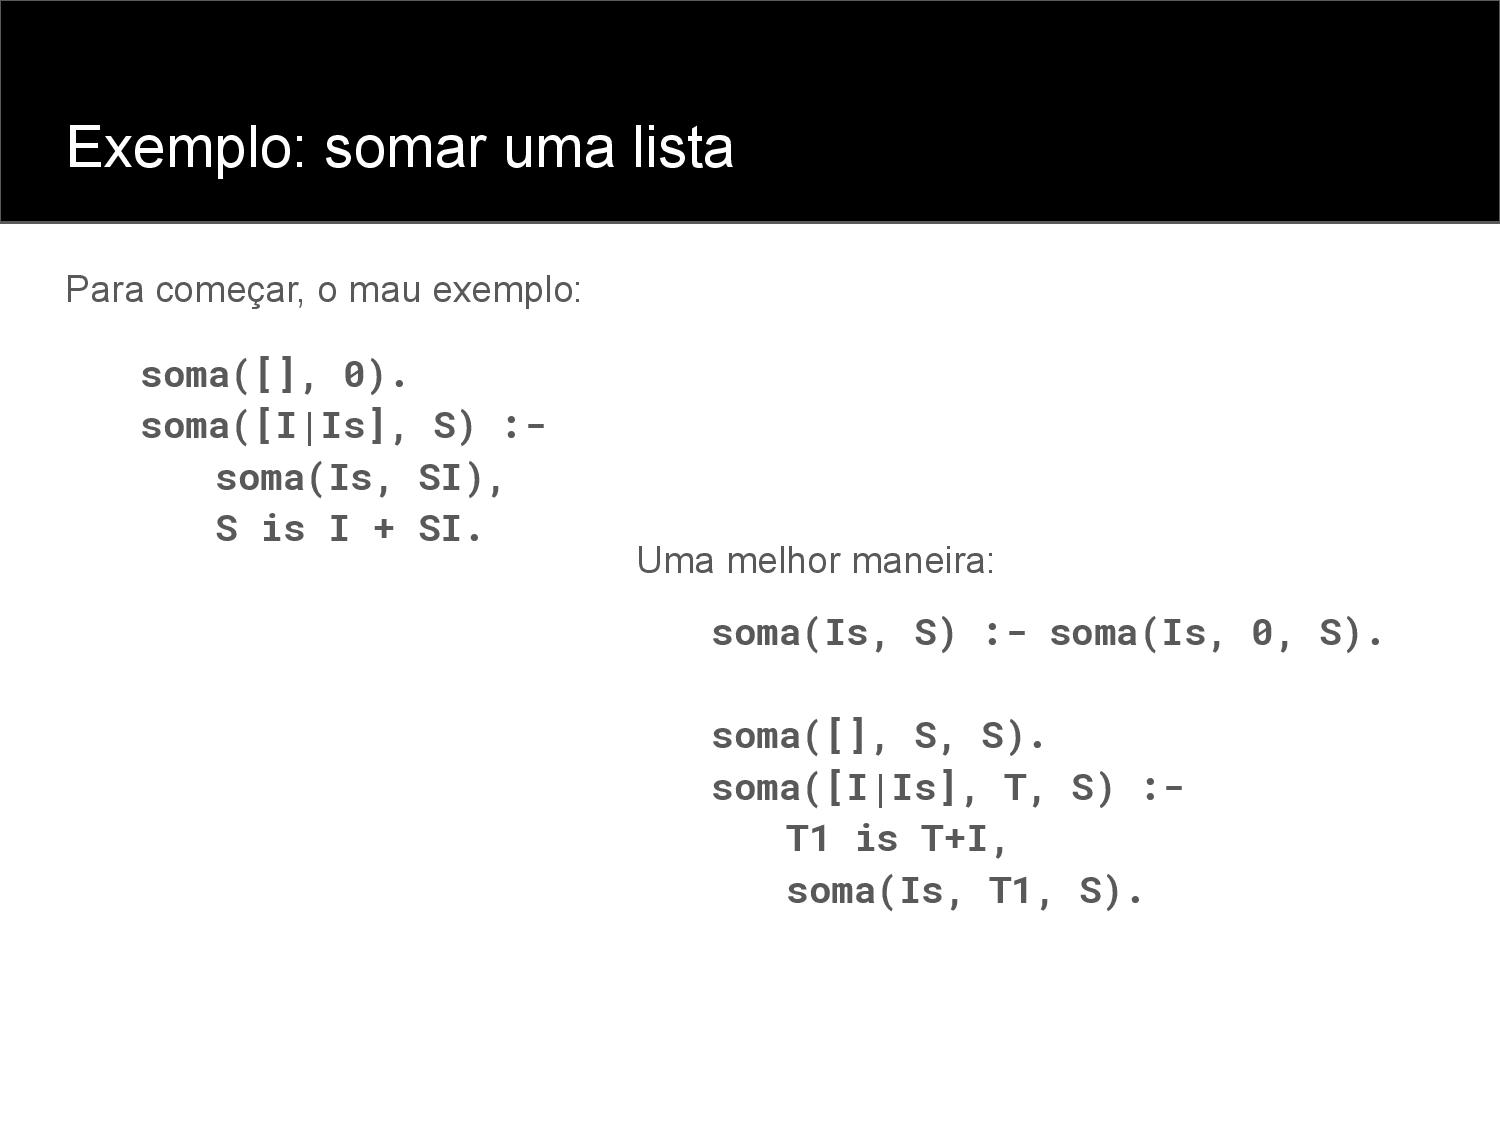 Exemplo: somar uma lista
Para começar, o mau exemplo:
soma([], 0).
soma([I|Is], S) :-
soma(Is, SI),
S is I + SI.
Uma melhor maneira:
soma(Is, S) :- soma(Is, 0, S).
soma([], S, S).
soma([I|Is], T, S) :-
T1 is T+I,
soma(Is, T1, S).